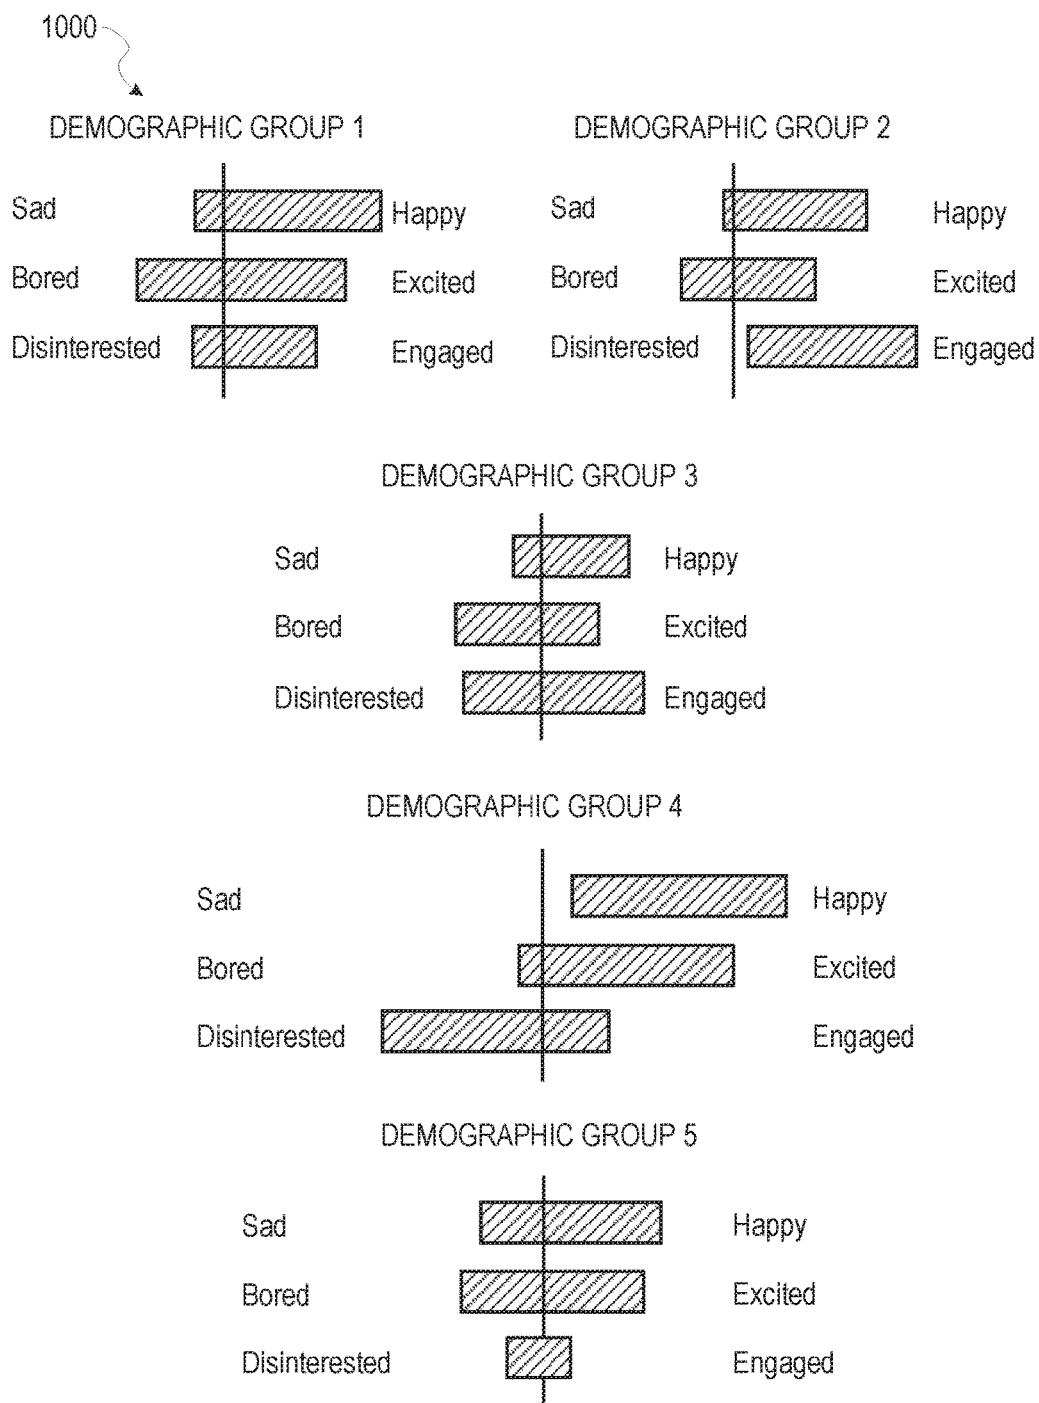 1000
DEMOGRAPHIC GROUP 1
Sad Happy
Bored Excited
Disinterested Engaged
DEMOGRAPHIC GROUP 2
Sad Happy
Bored Excited
Disinterested Engaged
DEMOGRAPHIC GROUP 3
Sad Happy
Bored Excited
Disinterested Engaged
DEMOGRAPHIC GROUP 4
Sad Happy
Bored Excited
Disinterested Engaged
DEMOGRAPHIC GROUP 5
Sad Happy
Bored Excited
Disinterested Engaged